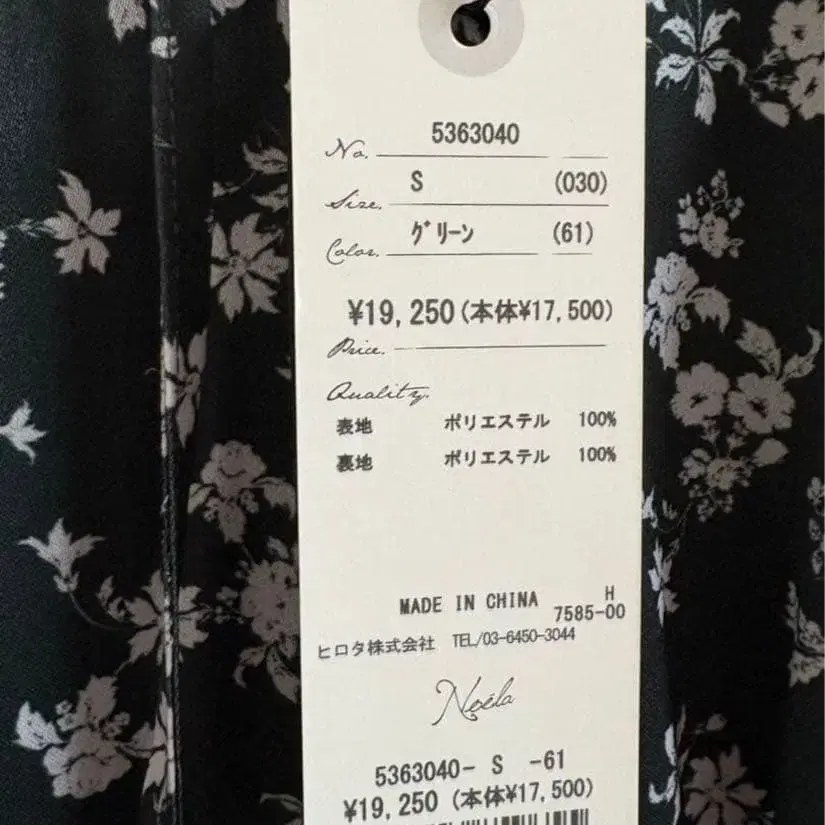 No. 5363040
Size. S (030)
Color. グリーン (61)
¥19,250(本体¥17,500)
Price.
Quality.
表地 ポリエステル 100%
裏地 ポリエステル 100%
MADE IN CHINA H
7585-00
ヒロタ株式会社 TEL/03-6450-3044
Noéla
5363040- S -61
¥19,250 (本体¥17,500)